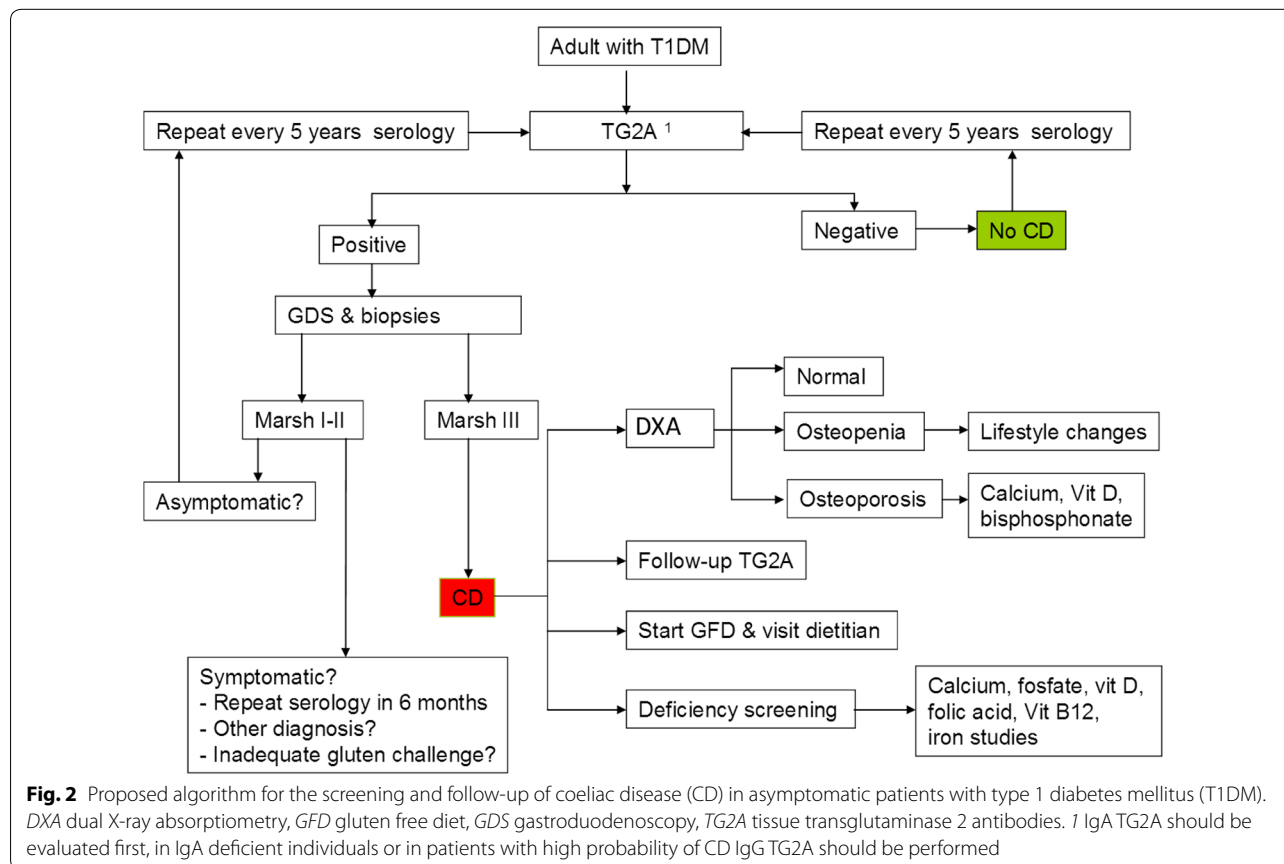 Adult with T1DM
Repeat every 5 years serology
TG2A 1
Repeat every 5 years serology
Positive
Negative
No CD
GDS & biopsies
Marsh I-II
Marsh III
DXA
Normal
Osteopenia
Lifestyle changes
Asymptomatic?
Osteoporosis
Calcium, Vit D,
bisphosphonate
Follow-up TG2A
CD
Start GFD & visit dietitian
Symptomatic?
- Repeat serology in 6 months
- Other diagnosis?
- Inadequate gluten challenge?
Deficiency screening
Calcium, fosfate, vit D,
folic acid, Vit B12,
iron studies
Fig. 2 Proposed algorithm for the screening and follow-up of coeliac disease (CD) in asymptomatic patients with type 1 diabetes mellitus (T1DM).
DXA dual X-ray absorptiometry, GFD gluten free diet, GDS gastroduodenoscopy, TG2A tissue transglutaminase 2 antibodies. 1 IgA TG2A should be
evaluated first, in IgA deficient individuals or in patients with high probability of CD IgG TG2A should be performed